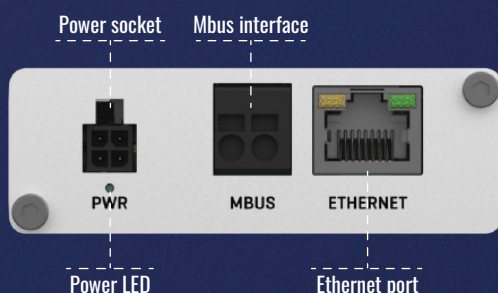 Power socket
Mbus interface
PWR
MBUS
ETHERNET
Power LED
Ethernet port